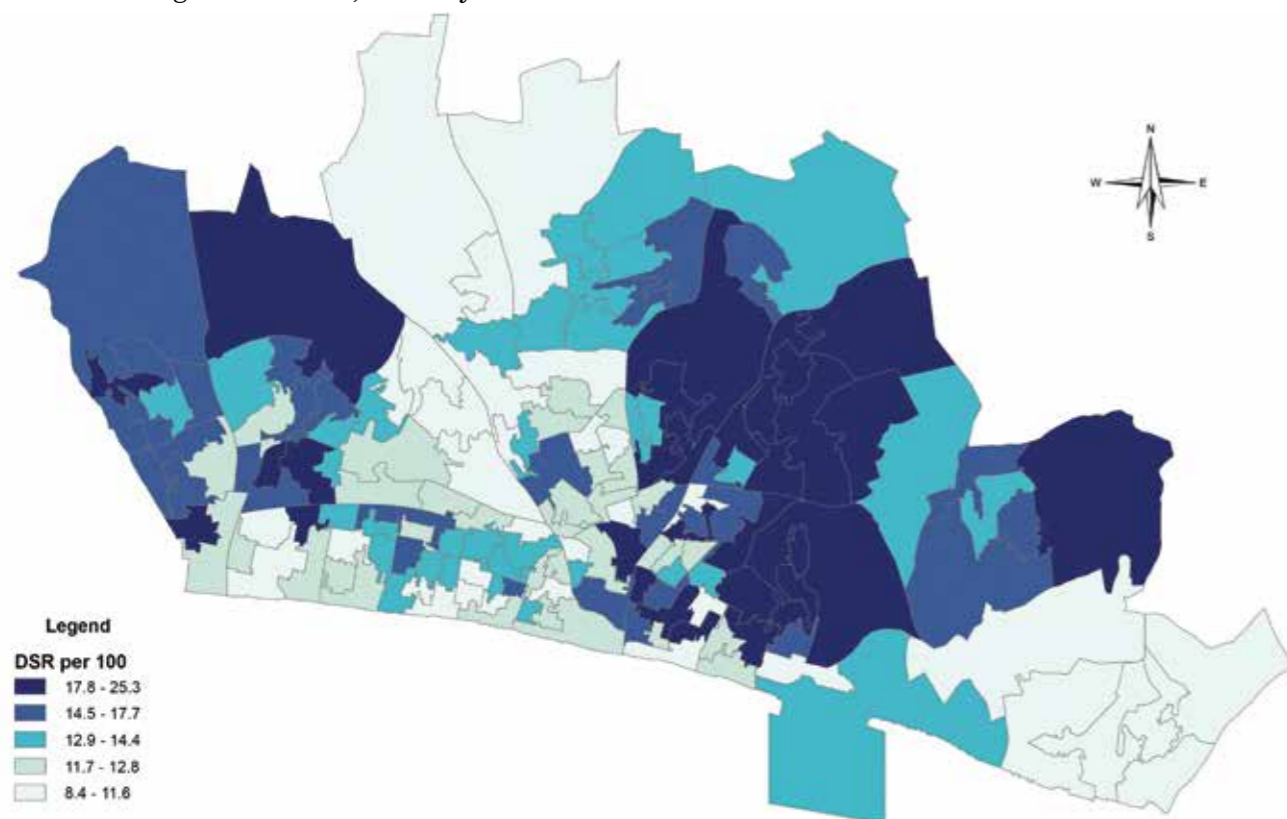 N
W E
S
Legend
DSR per 100
17.8 - 25.3
14.5 - 17.7
12.9 - 14.4
11.7 - 12.8
8.4 - 11.6